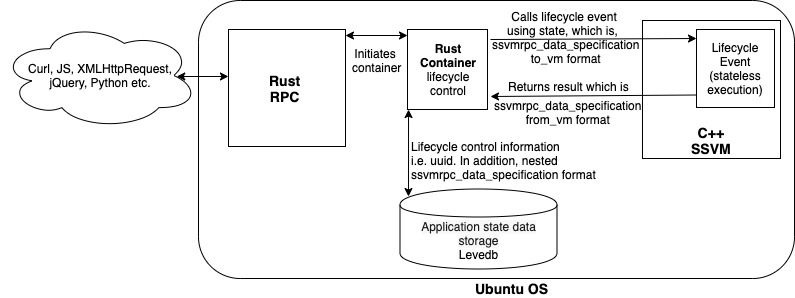 Curl, JS, XMLHttpRequest,
jQuery, Python etc.
Rust
RPC
Initiates
container
Rust
Container
lifecycle
control
Calls lifecycle event
using state, which is,
ssvmrpc_data_specification
to_vm format
Returns result which is
ssvmrpc_data_specification
from_vm format
Lifecycle
Event
(stateless
execution)
C++
SSVM
Lifecycle control information
i.e. uuid. In addition, nested
ssvmrpc_data_specification format
Application state data
storage
Levedb
Ubuntu OS